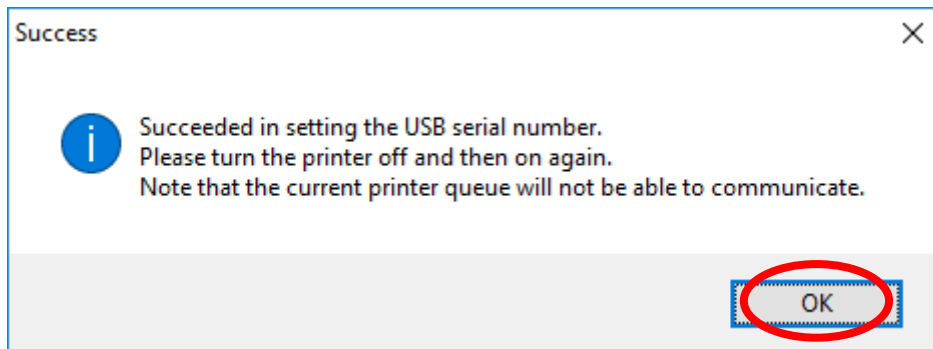 Success
Succeeded in setting the USB serial number.
Please turn the printer off and then on again.
Note that the current printer queue will not be able to communicate.
OK